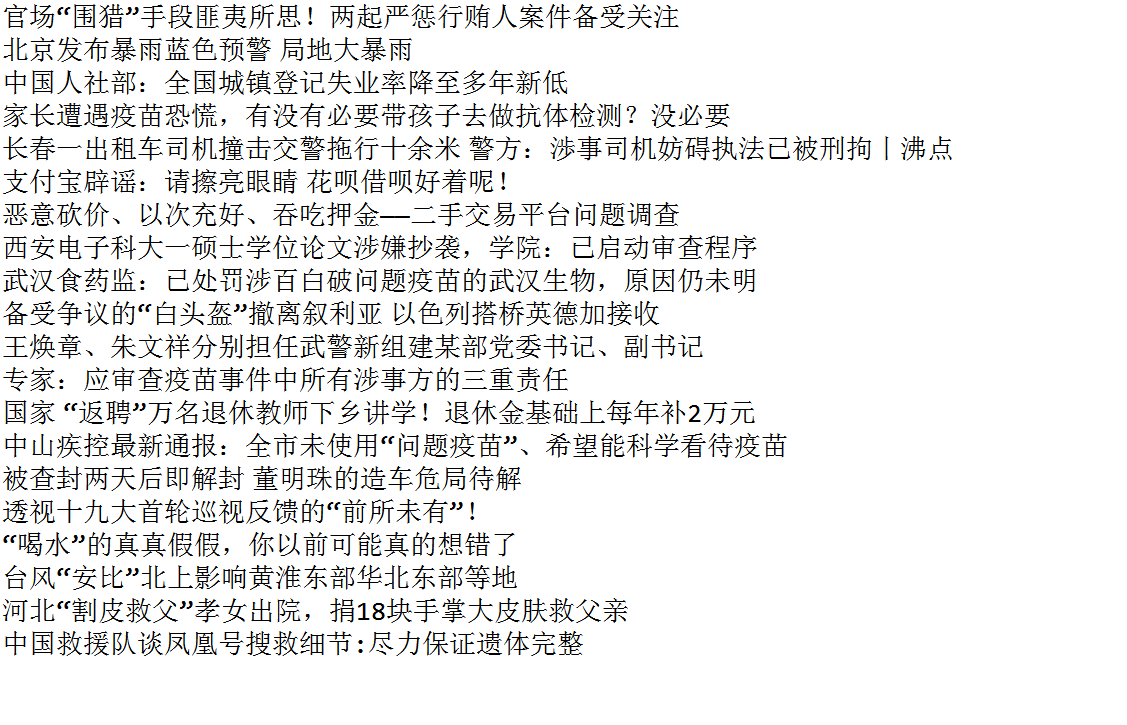 官场“围猎”手段匪夷所思！两起严惩行贿人案件备受关注
北京发布暴雨蓝色预警 局地大暴雨
中国人社部：全国城镇登记失业率降至多年新低
家长遭遇疫苗恐慌，有没有必要带孩子去做抗体检测？没必要
长春一出租车司机撞击交警拖行十余米 警方：涉事司机妨碍执法已被刑拘丨沸点
支付宝辟谣：请擦亮眼睛 花呗借呗好着呢！
恶意砍价、以次充好、吞吃押金——二手交易平台问题调查
西安电子科大一硕士学位论文涉嫌抄袭，学院：已启动审查程序
武汉食药监：已处罚涉百白破问题疫苗的武汉生物，原因仍未明
备受争议的“白头盔”撤离叙利亚 以色列搭桥英德加接收
王焕章、朱文祥分别担任武警新组建某部党委书记、副书记
专家：应审查疫苗事件中所有涉事方的三重责任
国家 “返聘”万名退休教师下乡讲学！退休金基础上每年补2万元
中山疾控最新通报：全市未使用“问题疫苗”、希望能科学看待疫苗
被查封两天后即解封 董明珠的造车危局待解
透视十九大首轮巡视反馈的“前所未有”！
“喝水”的真真假假，你以前可能真的想错了
台风“安比”北上影响黄淮东部华北东部等地
河北“割皮救父”孝女出院，捐18块手掌大皮肤救父亲
中国救援队谈凤凰号搜救细节:尽力保证遗体完整